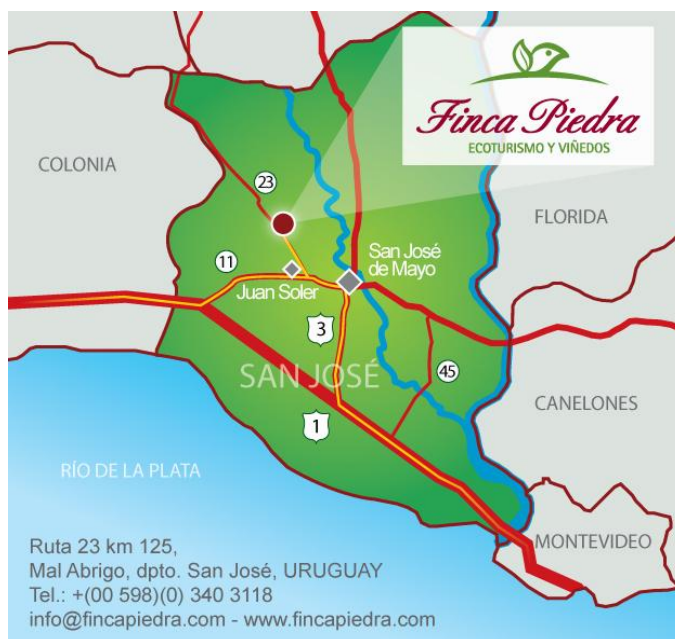 Finca Piedra
ECOTURISMO Y VIÑEDOS
COLONIA
23
FLORIDA
San José
de Mayo
11
Juan Soler
3
SAN JOSÉ
45
1
CANELONES
RÍO DE LA PLATA
MONTEVIDEO
Ruta 23 km 125,
Mal Abrigo, dpto. San José, URUGUAY
Tel.: +(00 598)(0) 340 3118
info@fincapiedra.com - www.fincapiedra.com